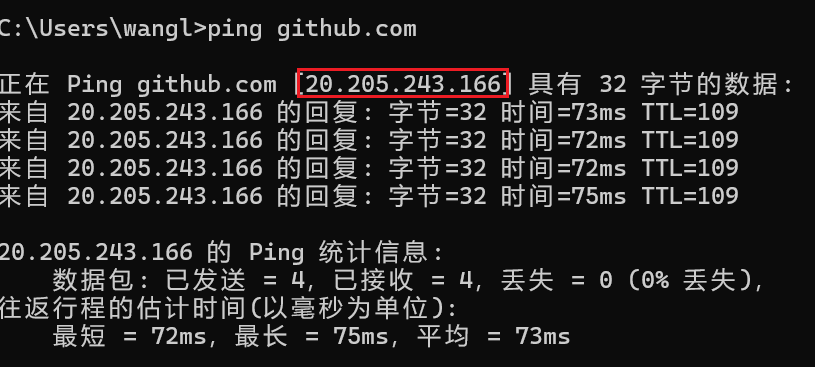 C:\Users\wangl>ping github.com
正在 Ping github.com [20.205.243.166] 具有 32 字节的数据:
来自 20.205.243.166 的回复: 字节=32 时间=73ms TTL=109
来自 20.205.243.166 的回复: 字节=32 时间=72ms TTL=109
来自 20.205.243.166 的回复: 字节=32 时间=72ms TTL=109
来自 20.205.243.166 的回复: 字节=32 时间=75ms TTL=109
20.205.243.166 的 Ping 统计信息:
数据包: 已发送 = 4, 已接收 = 4, 丢失 = 0 (0% 丢失),
往返行程的估计时间(以毫秒为单位):
最短 = 72ms, 最长 = 75ms, 平均 = 73ms